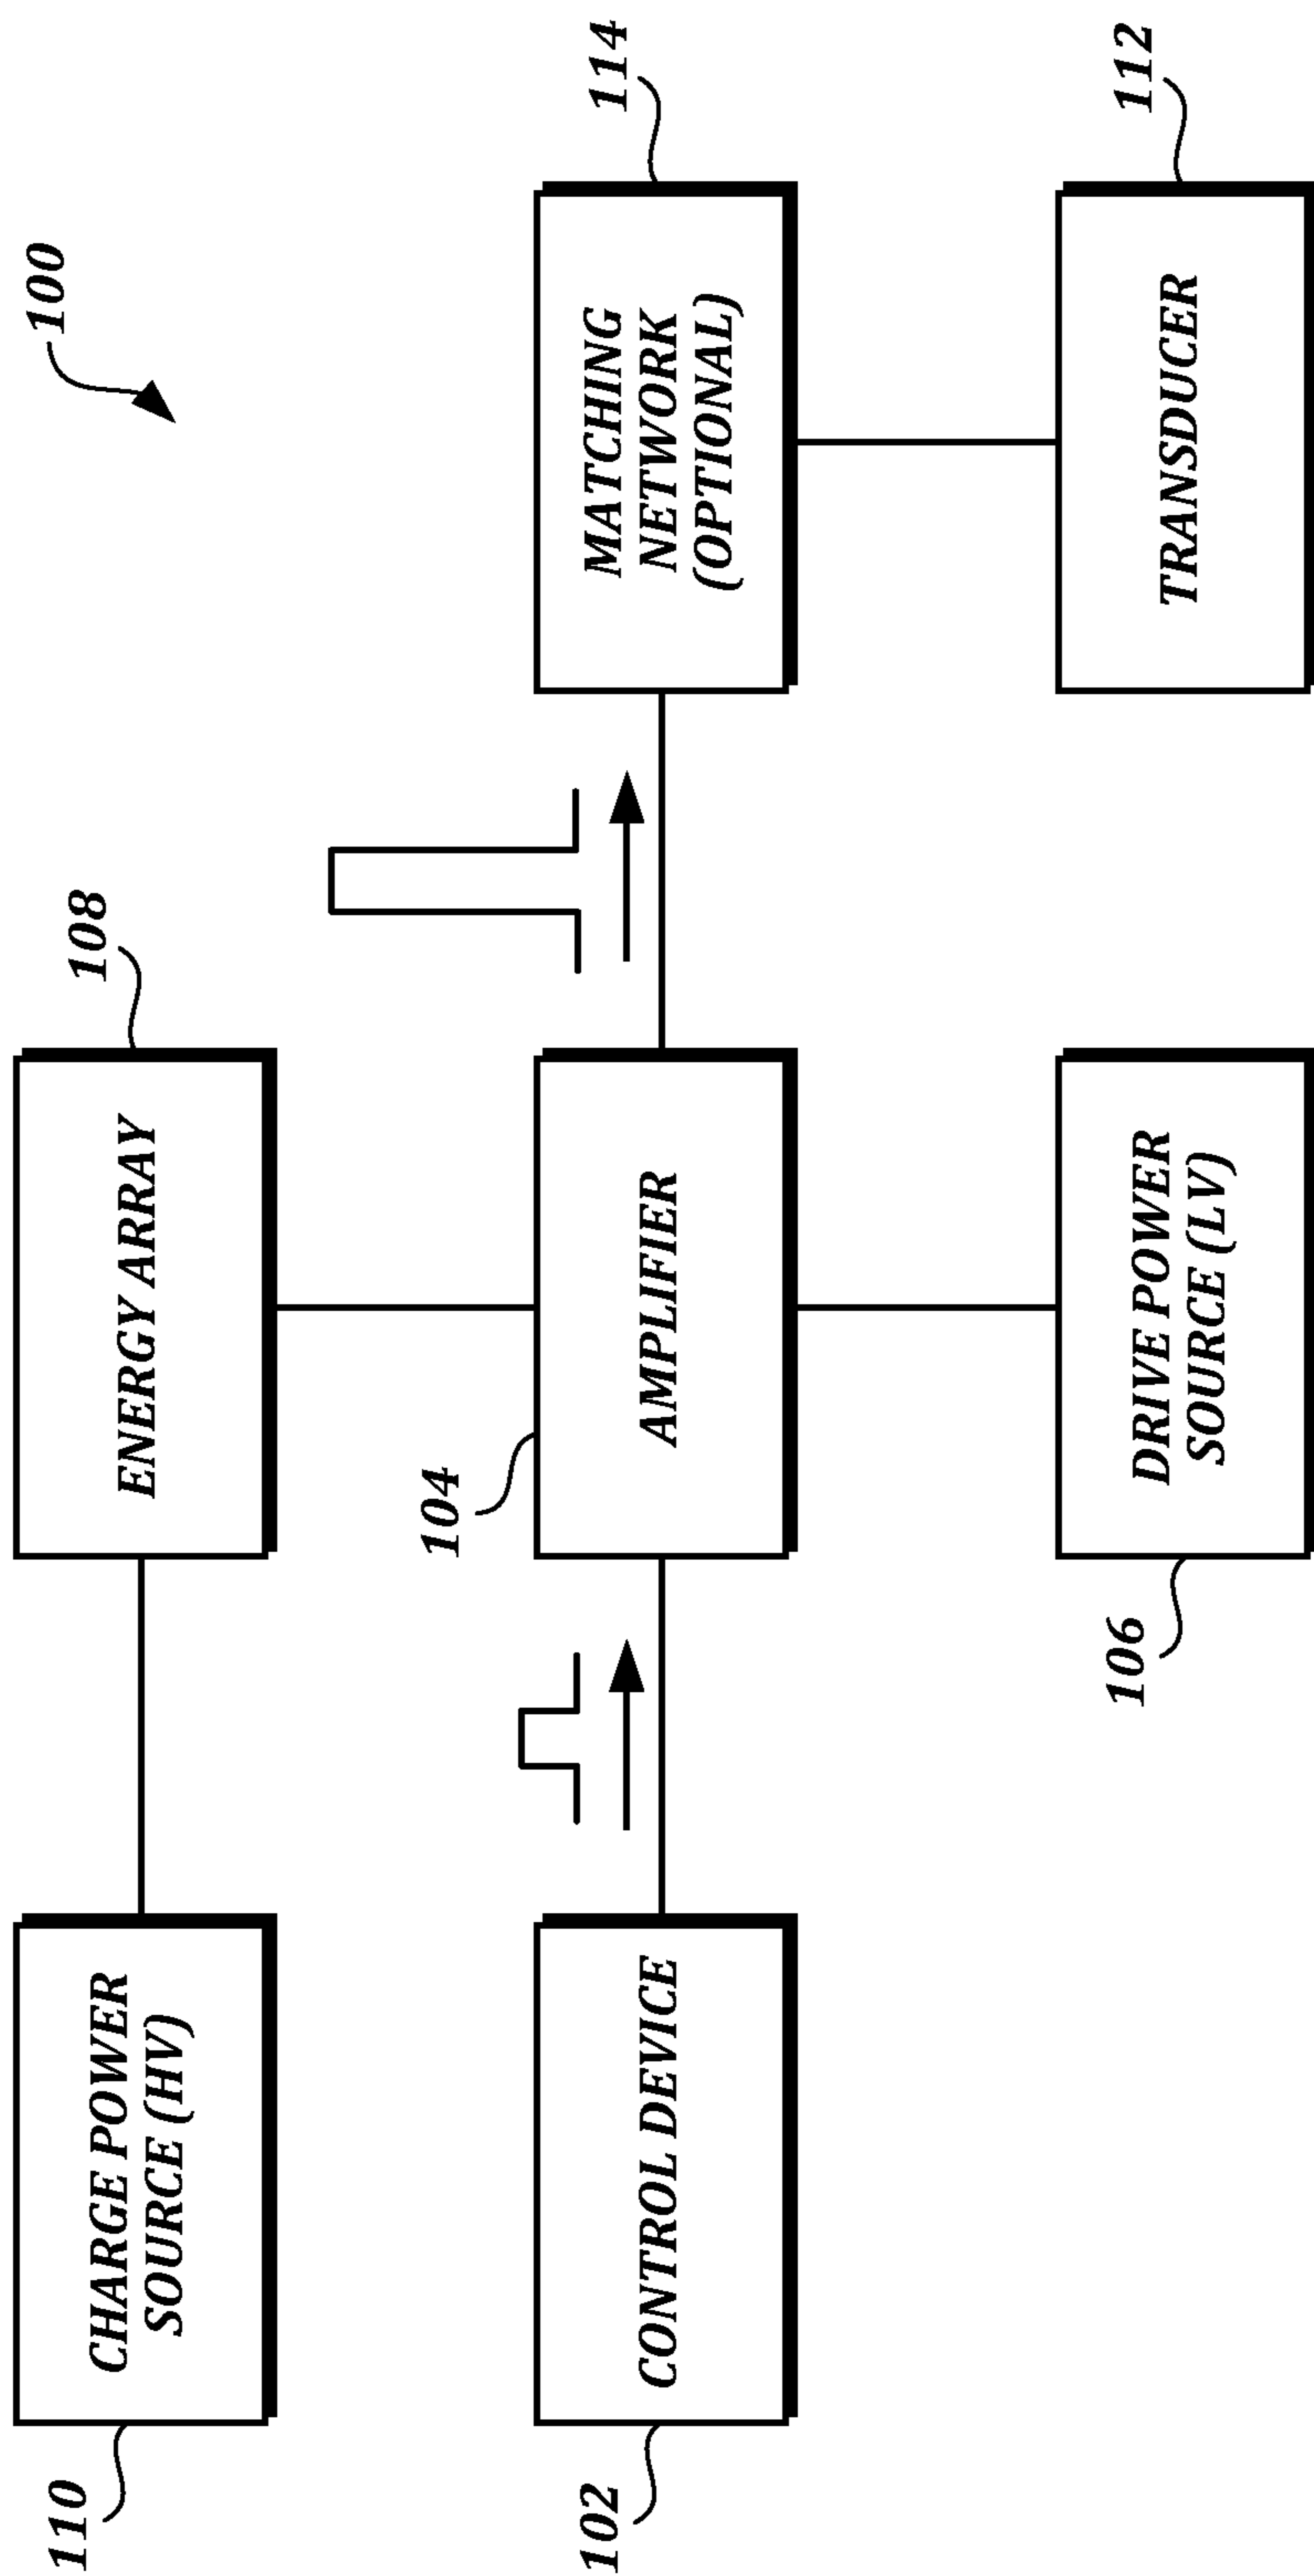 100
110
CHARGE POWER
SOURCE (HV)
108
ENERGY ARRAY
102
CONTROL DEVICE
104
AMPLIFIER
114
MATCHING
NETWORK
(OPTIONAL)
106
DRIVE POWER
SOURCE (LV)
112
TRANSDUCER